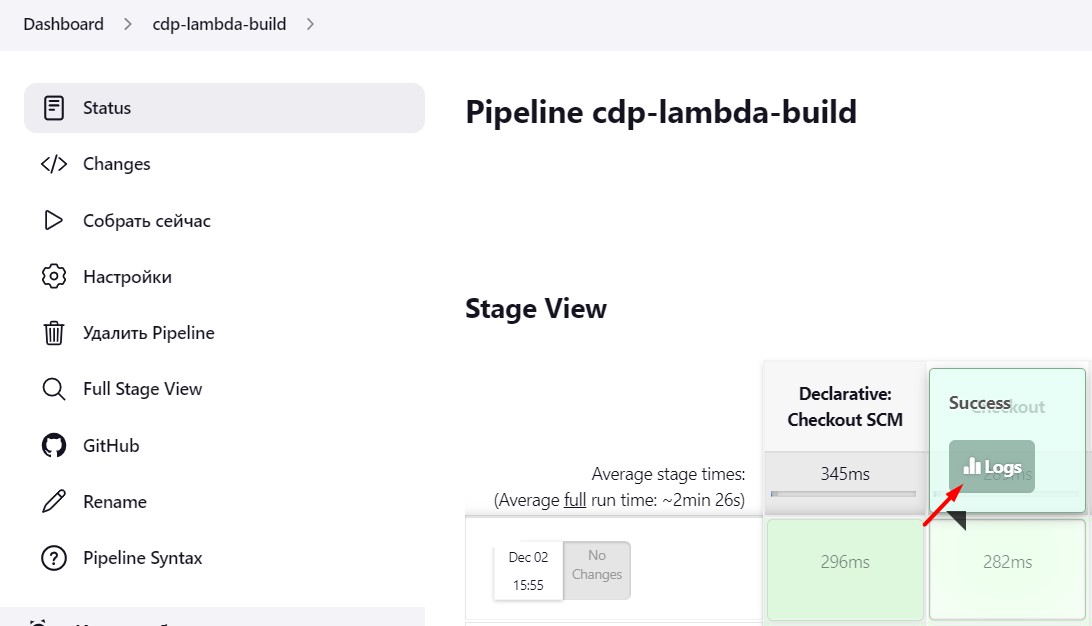 Dashboard > cdp-lambda-build >
Status
Changes
Собрать сейчас
Настройки
Удалить Pipeline
Full Stage View
GitHub
Rename
Pipeline Syntax
Pipeline cdp-lambda-build
Stage View
Declarative:
Checkout SCM
Success
Logs
Average stage times:
(Average full run time: ~2min 26s)
345ms
Dec 02
15:55
No
Changes
296ms
282ms